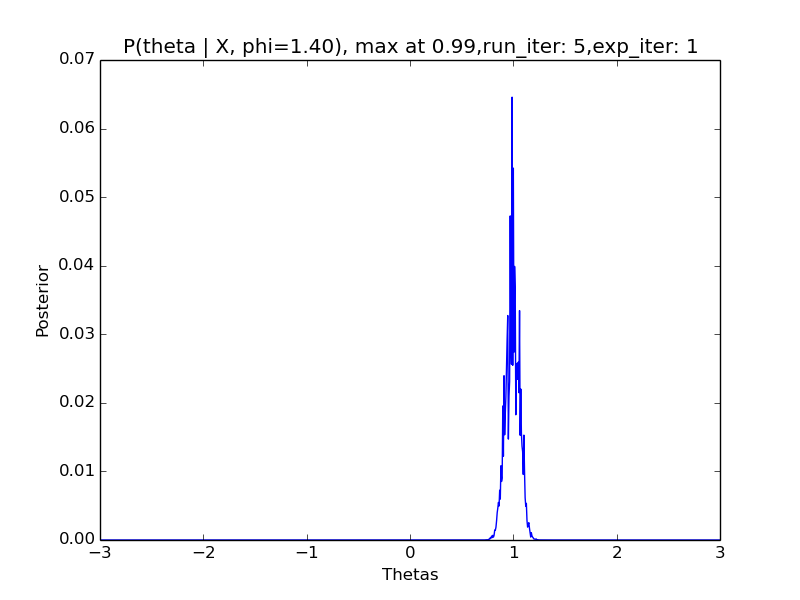 P(theta | X, phi=1.40), max at 0.99,run_iter: 5,exp_iter: 1
0.07
0.06
0.05
0.04
0.03
0.02
0.01
0.00
Posterior
−3 −2 −1 0 1 2 3
Thetas